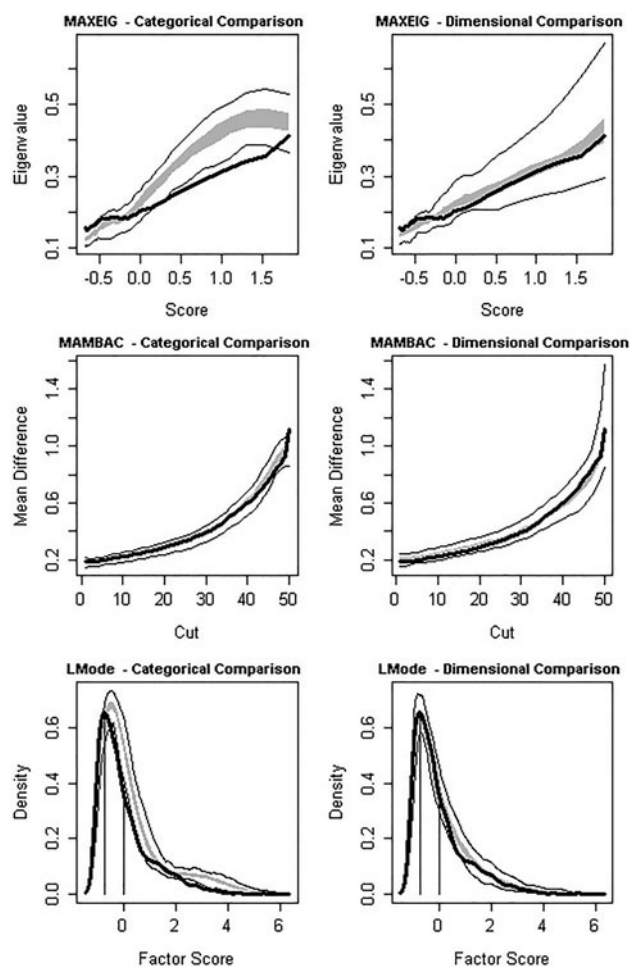 MAXEIG - Categorical Comparison
MAXEIG - Dimensional Comparison
Eigenvalue
0.5
0.3
0.1
-0.5 0.0 0.5 1.0 1.5
Score
Eigenvalue
0.5
0.3
0.1
-0.5 0.0 0.5 1.0 1.5
Score
MAMBAC - Categorical Comparison
MAMBAC - Dimensional Comparison
Mean Difference
1.4
1.0
0.6
0.2
0 10 20 30 40 50
Cut
Mean Difference
1.4
1.0
0.6
0.2
0 10 20 30 40 50
Cut
LMode - Categorical Comparison
LMode - Dimensional Comparison
Density
0.6
0.4
0.2
0.0
0 2 4 6
Factor Score
Density
0.6
0.4
0.2
0.0
0 2 4 6
Factor Score